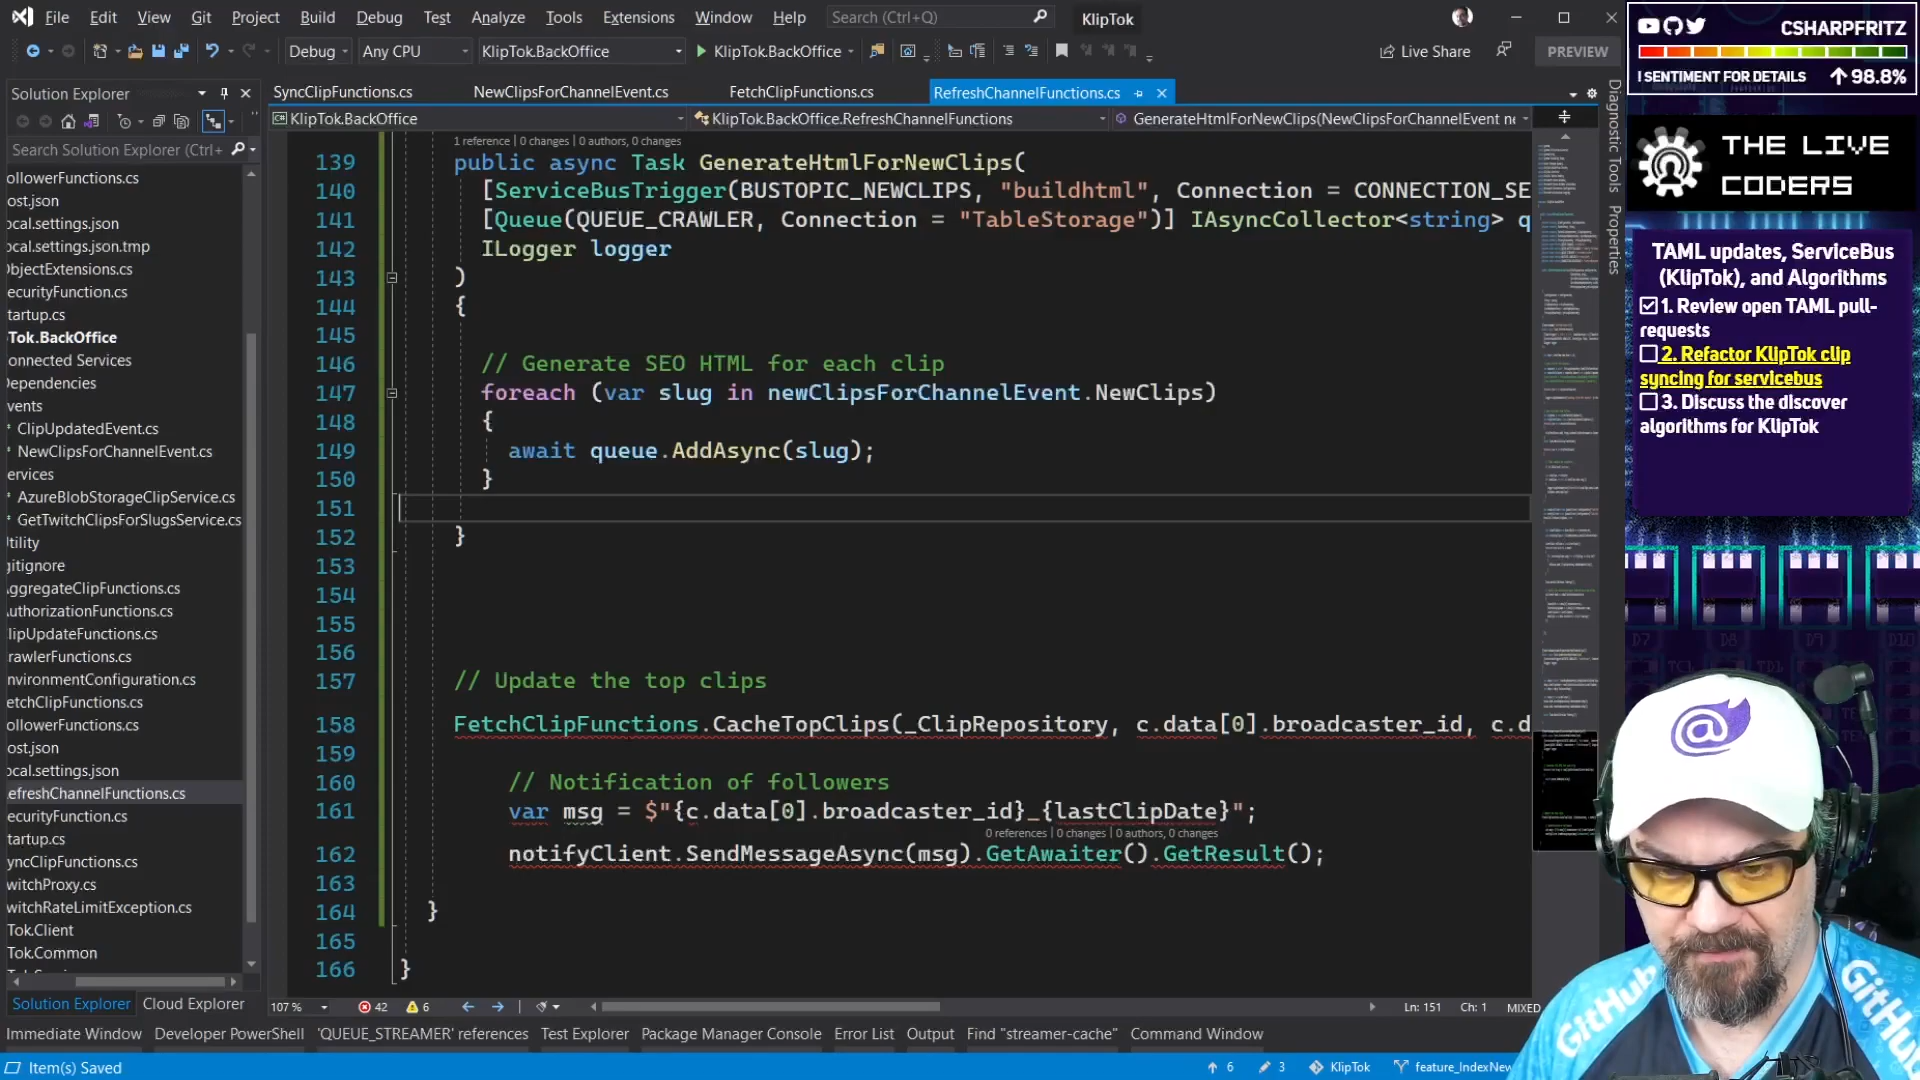 File Edit View Git Project Build Debug Test Analyze Tools Extensions Window Help Search (Ctrl+Q) KlipTok
Debug Any CPU KlipTok.BackOffice KlipTok.BackOffice Live Share PREVIEW
Solution Explorer
Search Solution Explorer (Ctrl+
ollowerFunctions.cs
ost.json
ocal.settings.json
ocal.settings.json.tmp
ObjectExtensions.cs
ecurityFunction.cs
tartup.cs
Tok.BackOffice
onnected Services
Dependencies
vents
ClipUpdatedEvent.cs
NewClipsForChannelEvent.cs
ervices
AzureBlobStorageClipService.cs
GetTwitchClipsForSlugsService.cs
tility
gitignore
AggregateClipFunctions.cs
uthorizationFunctions.cs
lipUpdateFunctions.cs
rawlerFunctions.cs
nvironmentConfiguration.cs
etchClipFunctions.cs
ollowerFunctions.cs
ost.json
ocal.settings.json
efreshChannelFunctions.cs
ecurityFunction.cs
tartup.cs
yncClipFunctions.cs
witchProxy.cs
witchRateLimitException.cs
Tok.Client
Tok.Common
Solution Explorer Cloud Explorer
SyncClipFunctions.cs NewClipsForChannelEvent.cs FetchClipFunctions.cs RefreshChannelFunctions.cs
KlipTok.BackOffice KlipTok.BackOffice.RefreshChannelFunctions GenerateHtmlForNewClips(NewClipsForChannelEvent ne
1 reference | 0 changes | 0 authors, 0 changes
139 public async Task GenerateHtmlForNewClips(
140 [ServiceBusTrigger(BUSTOPIC_NEWCLIPS, "buildhtml", Connection = CONNECTION_SE
141 [Queue(QUEUE_CRAWLER, Connection = "TableStorage")] IAsyncCollector<string> q
142 ILogger logger
143 )
144 {
145
146 // Generate SEO HTML for each clip
147 foreach (var slug in newClipsForChannelEvent.NewClips)
148 {
149 await queue.AddAsync(slug);
150 }
151
152 }
153
154
155
156
157 // Update the top clips
158 FetchClipFunctions.CacheTopClips(_ClipRepository, c.data[0].broadcaster_id, c.d
159
160 // Notification of followers
161 var msg = $"{c.data[0].broadcaster_id}_{lastClipDate}";
0 references | 0 changes | 0 authors, 0 changes
162 notifyClient.SendMessageAsync(msg).GetAwaiter().GetResult();
163
164 }
165
166 }
107 % 42 6 Ln: 151 Ch: 1 MIXED
Immediate Window Developer PowerShell 'QUEUE_STREAMER' references Test Explorer Package Manager Console Error List Output Find "streamer-cache" Command Window
Item(s) Saved 6 3 KlipTok feature_IndexNew
Diagnostic Tools
Properties
CSHARPFRITZ
! SENTIMENT FOR DETAILS 98.8%
THE LIVE
CODERS
TAML updates, ServiceBus
(KlipTok), and Algorithms
1. Review open TAML pull-
requests
2. Refactor KlipTok clip
syncing for servicebus
3. Discuss the discover
algorithms for KlipTok
D7 D8 D9
@
GitHub
GitHub